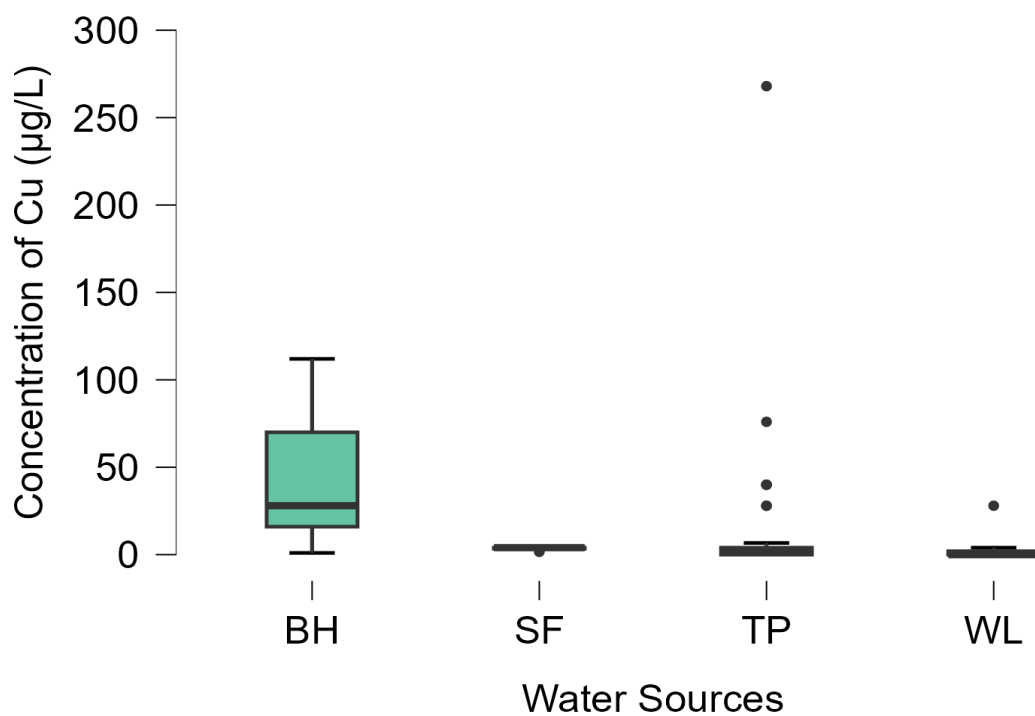 Concentration of Cu (µg/L)
300
250
200
150
100
50
0
BH SF TP WL
Water Sources